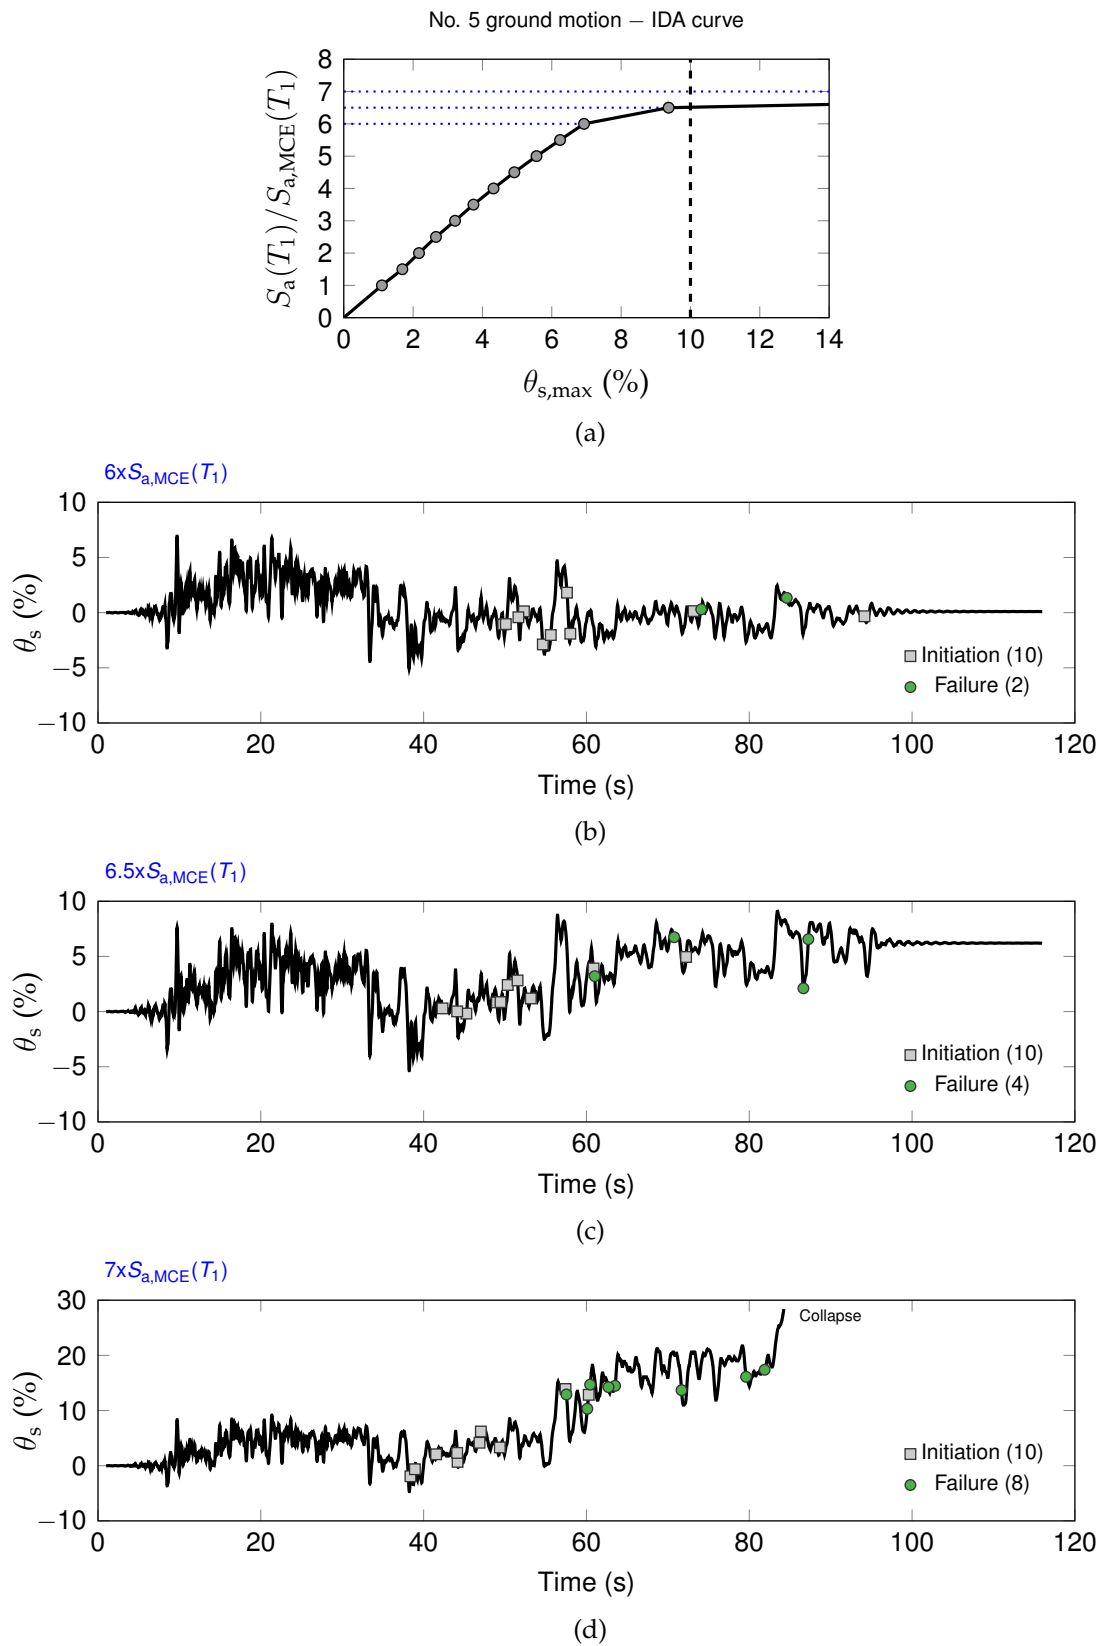 No. 5 ground motion − IDA curve
8
7
6
5
4
3
2
1
0
S_a(T_1)/S_a,MCE(T_1)
0 2 4 6 8 10 12 14
θ_s,max (%)
(a)
6xS_a,MCE(T_1)
10
5
0
−5
−10
θ_s (%)
Initiation (10)
Failure (2)
0 20 40 60 80 100 120
Time (s)
(b)
6.5xS_a,MCE(T_1)
10
5
0
−5
−10
θ_s (%)
Initiation (10)
Failure (4)
0 20 40 60 80 100 120
Time (s)
(c)
7xS_a,MCE(T_1)
30
20
10
0
−10
θ_s (%)
Collapse
Initiation (10)
Failure (8)
0 20 40 60 80 100 120
Time (s)
(d)